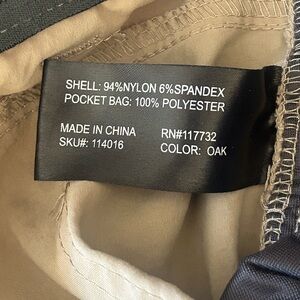 SHELL: 94%NYLON 6%SPANDEX
POCKET BAG: 100% POLYESTER
MADE IN CHINA RN#117732
SKU#: 114016 COLOR: OAK